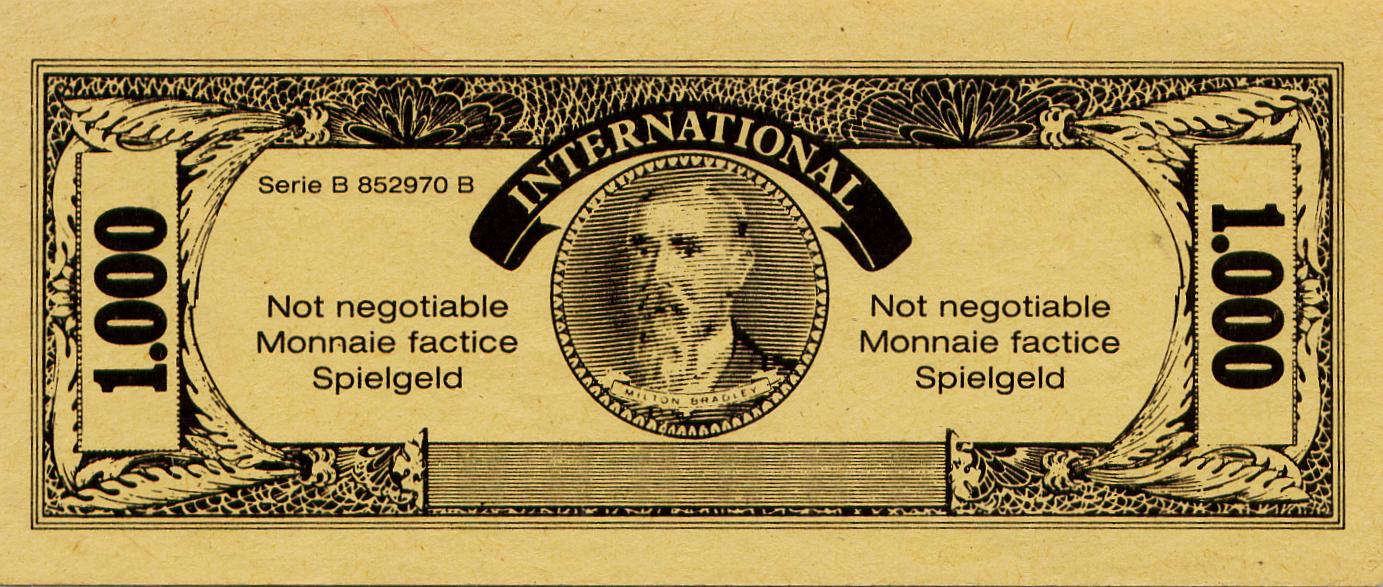 INTERNATIONAL
Serie B 852970 B
1.000
Not negotiable
Monnaie factice
Spielgeld
MILTON BRADLEY
Not negotiable
Monnaie factice
Spielgeld
1.000